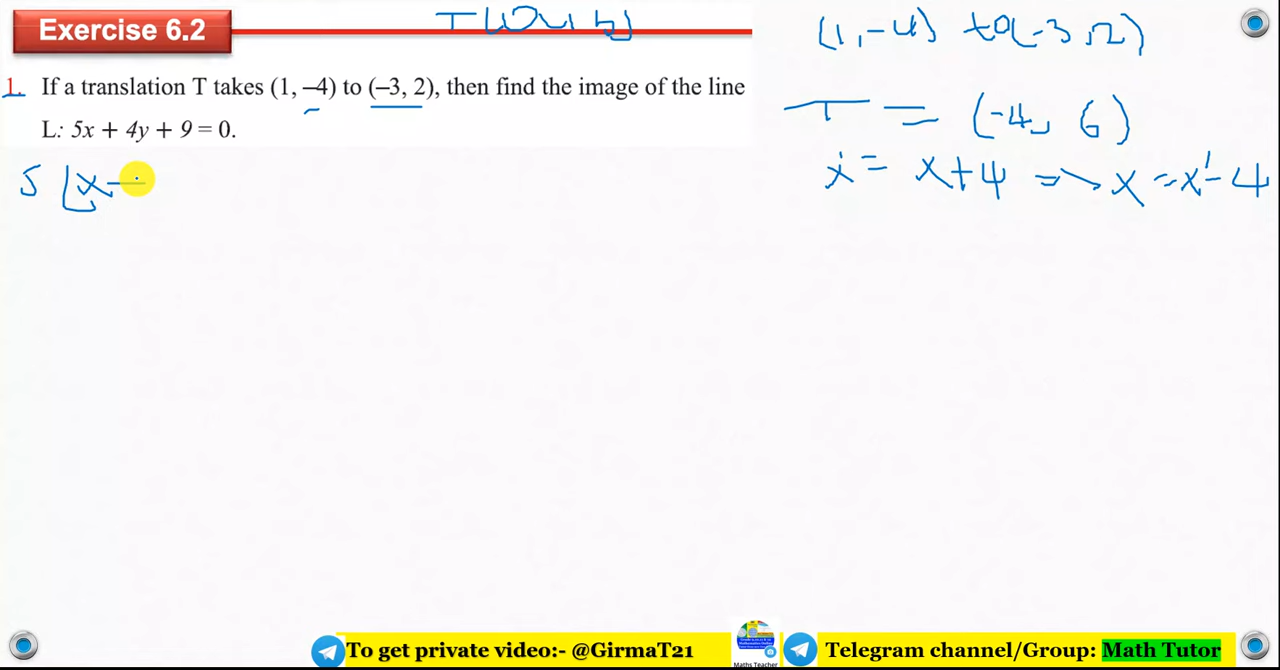 Exercise 6.2
1. If a translation T takes (1, –4) to (–3, 2), then find the image of the line
L: 5x + 4y + 9 = 0.
(1, -4) to (-3, 2)
T = (-4, 6)
x' = x+4 => x = x' - 4
5 (x -
To get private video:- @GirmaT21
Maths Teacher
Telegram channel/Group: Math Tutor